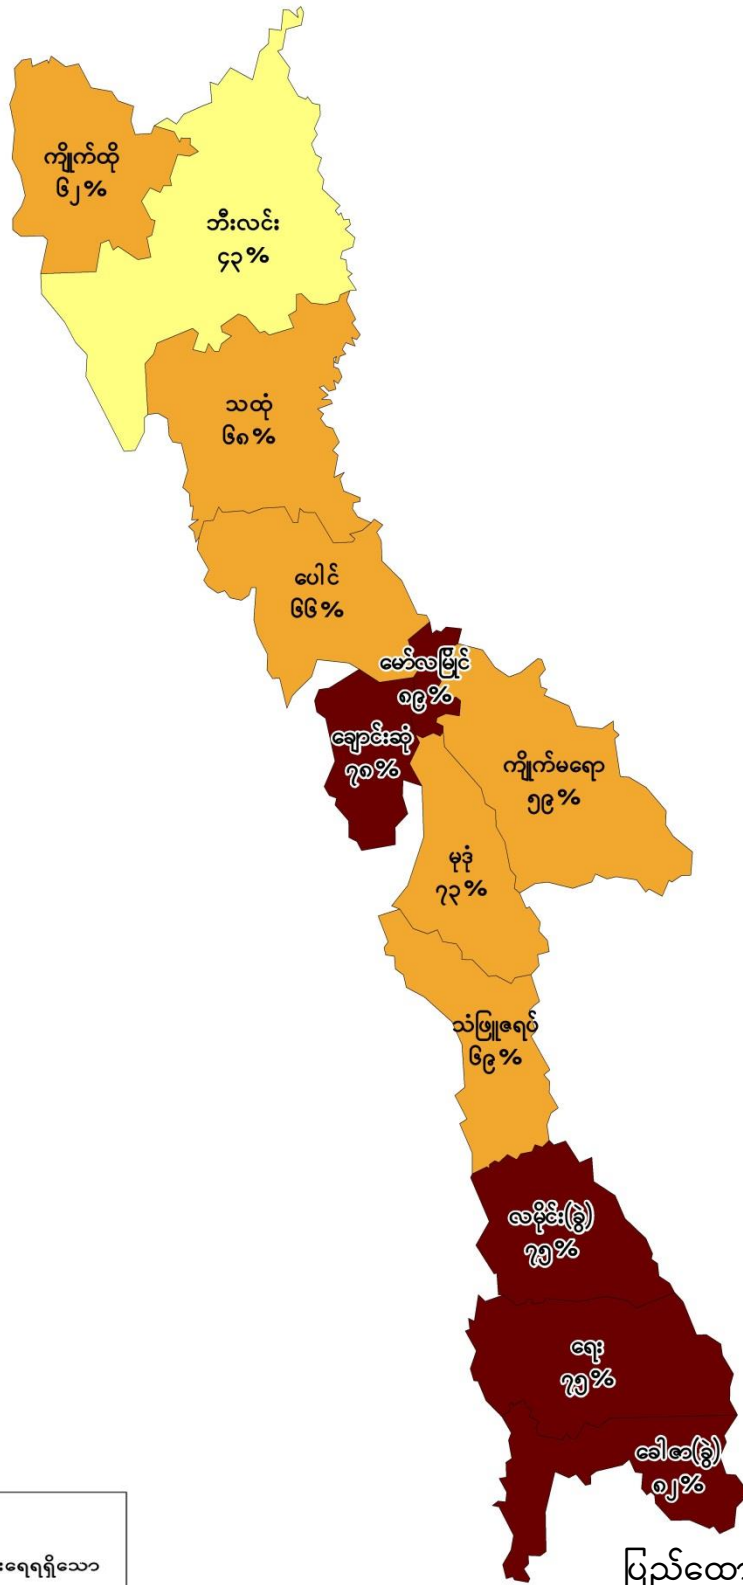 ကျိုက်ထို
၆၂%
ဘီးလင်း
၄၃%
သထုံ
၆၈%
ပေါင်
၆၆%
မော်လမြိုင်
၈၉%
ချောင်းဆုံ
၇၈%
ကျိုက်မရော
၅၉%
မုဒုံ
၇၃%
သံဖြူဇရပ်
၆၉%
လမိုင်း(ခွဲ)
၇၅%
ရေး
၇၅%
ခေါဇာ(ခွဲ)
၈၂%